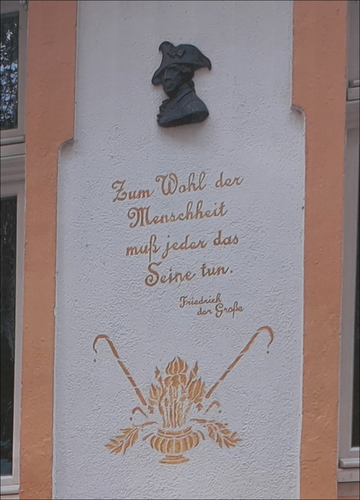 Zum Wohl der
Menschheit
muß jeder das
Seine tun.
Friedrich
der Große